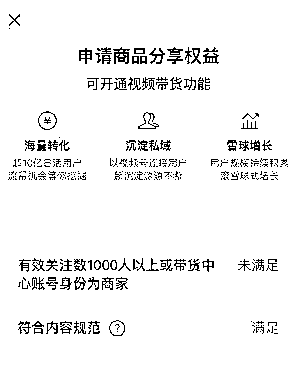 申请商品分享权益
可开通视频带货功能
海量转化
沉淀私域
雪球增长
有效关注数1000人以上或带货中
心账号身份为商家
未满足
符合内容规范
满足